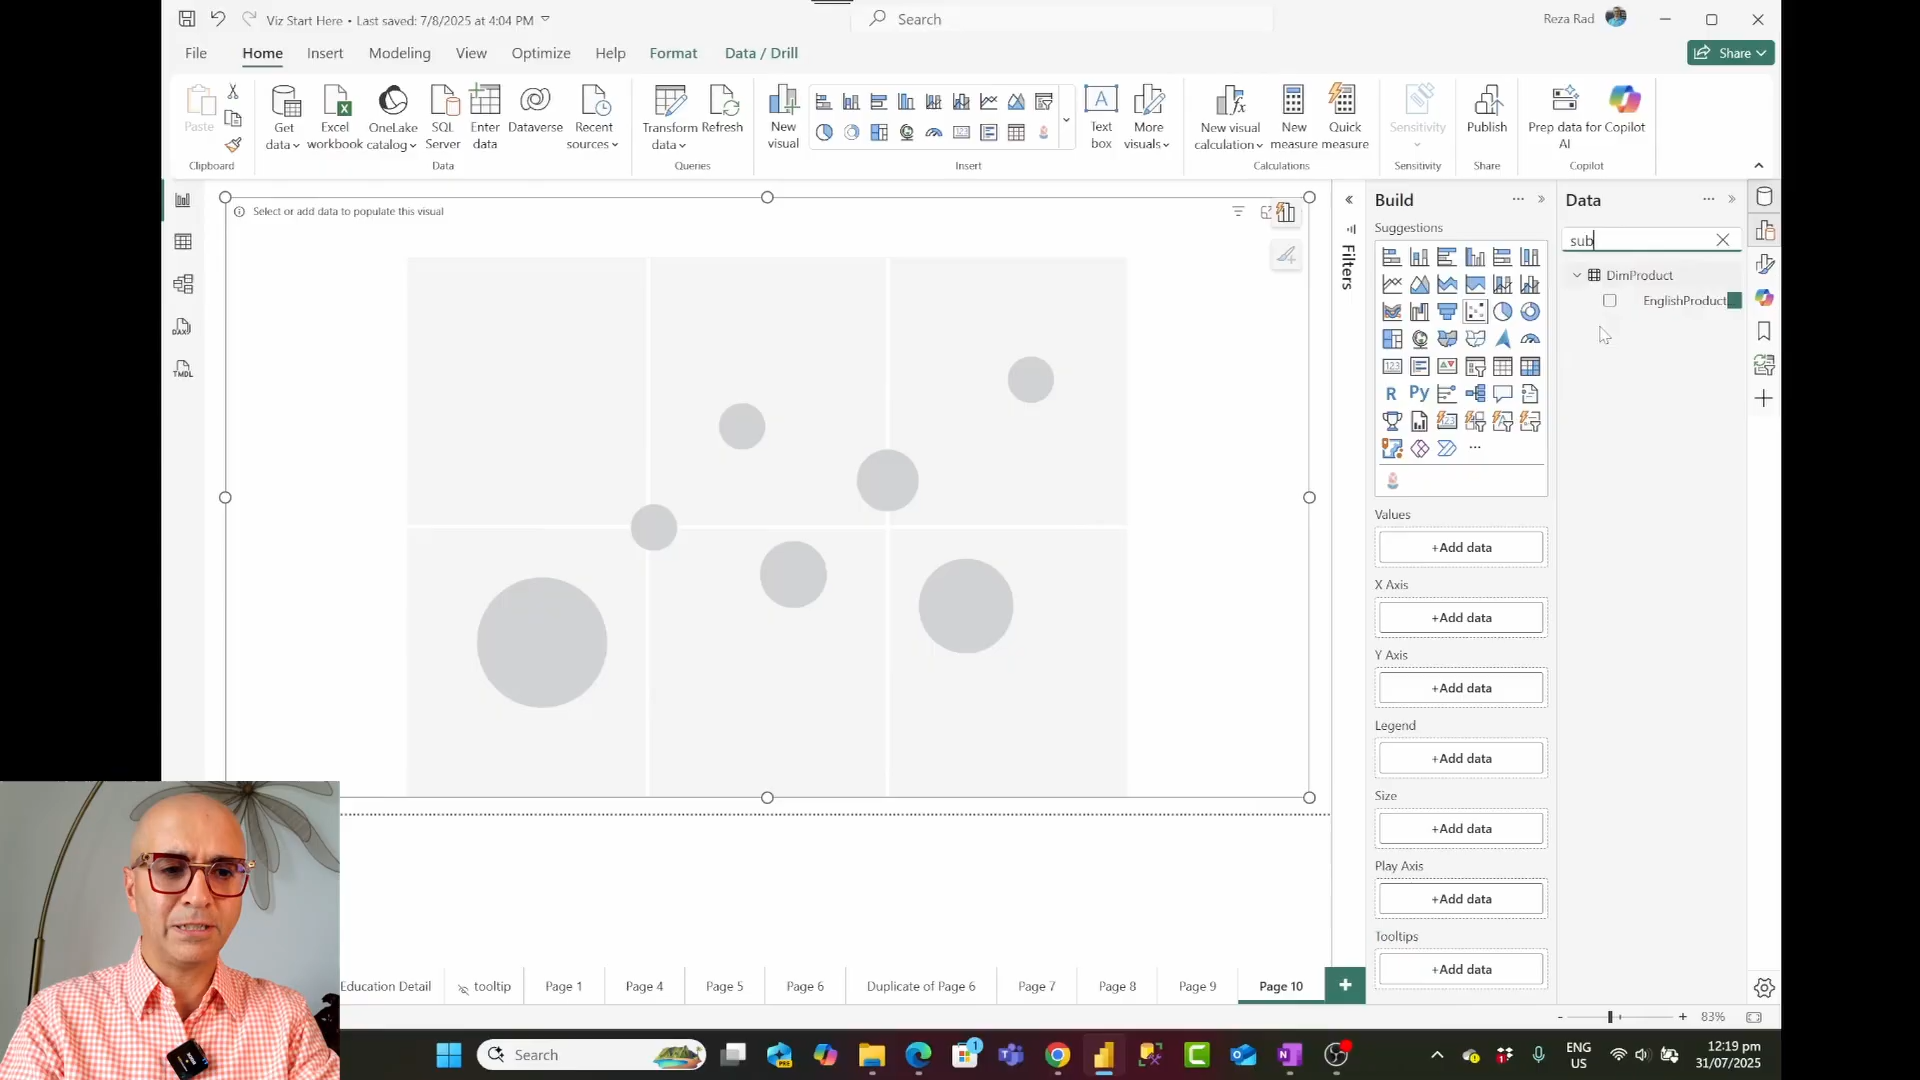 Viz Start Here • Last saved: 7/8/2025 at 4:04 PM
Search
Reza Rad
File
Home
Insert
Modeling
View
Optimize
Help
Format
Data / Drill
Share
Paste
Get data
Excel workbook
OneLake catalog
SQL Server
Enter data
Dataverse
Recent sources
Transform data
Refresh
New visual
Text box
More visuals
New visual calculation
New measure
Quick measure
Sensitivity
Publish
Prep data for AI
Copilot
Clipboard
Data
Queries
Insert
Calculations
Sensitivity
Share
Copilot
Select or add data to populate this visual
Filters
Build
Suggestions
R
Py
Values
+Add data
X Axis
+Add data
Y Axis
+Add data
Legend
+Add data
Size
+Add data
Play Axis
+Add data
Tooltips
+Add data
Data
sub
DimProduct
EnglishProduct
DAX
TMDL
Education Detail
tooltip
Page 1
Page 4
Page 5
Page 6
Duplicate of Page 6
Page 7
Page 8
Page 9
Page 10
- + 83%
Search
ENG
US
12:19 pm
31/07/2025